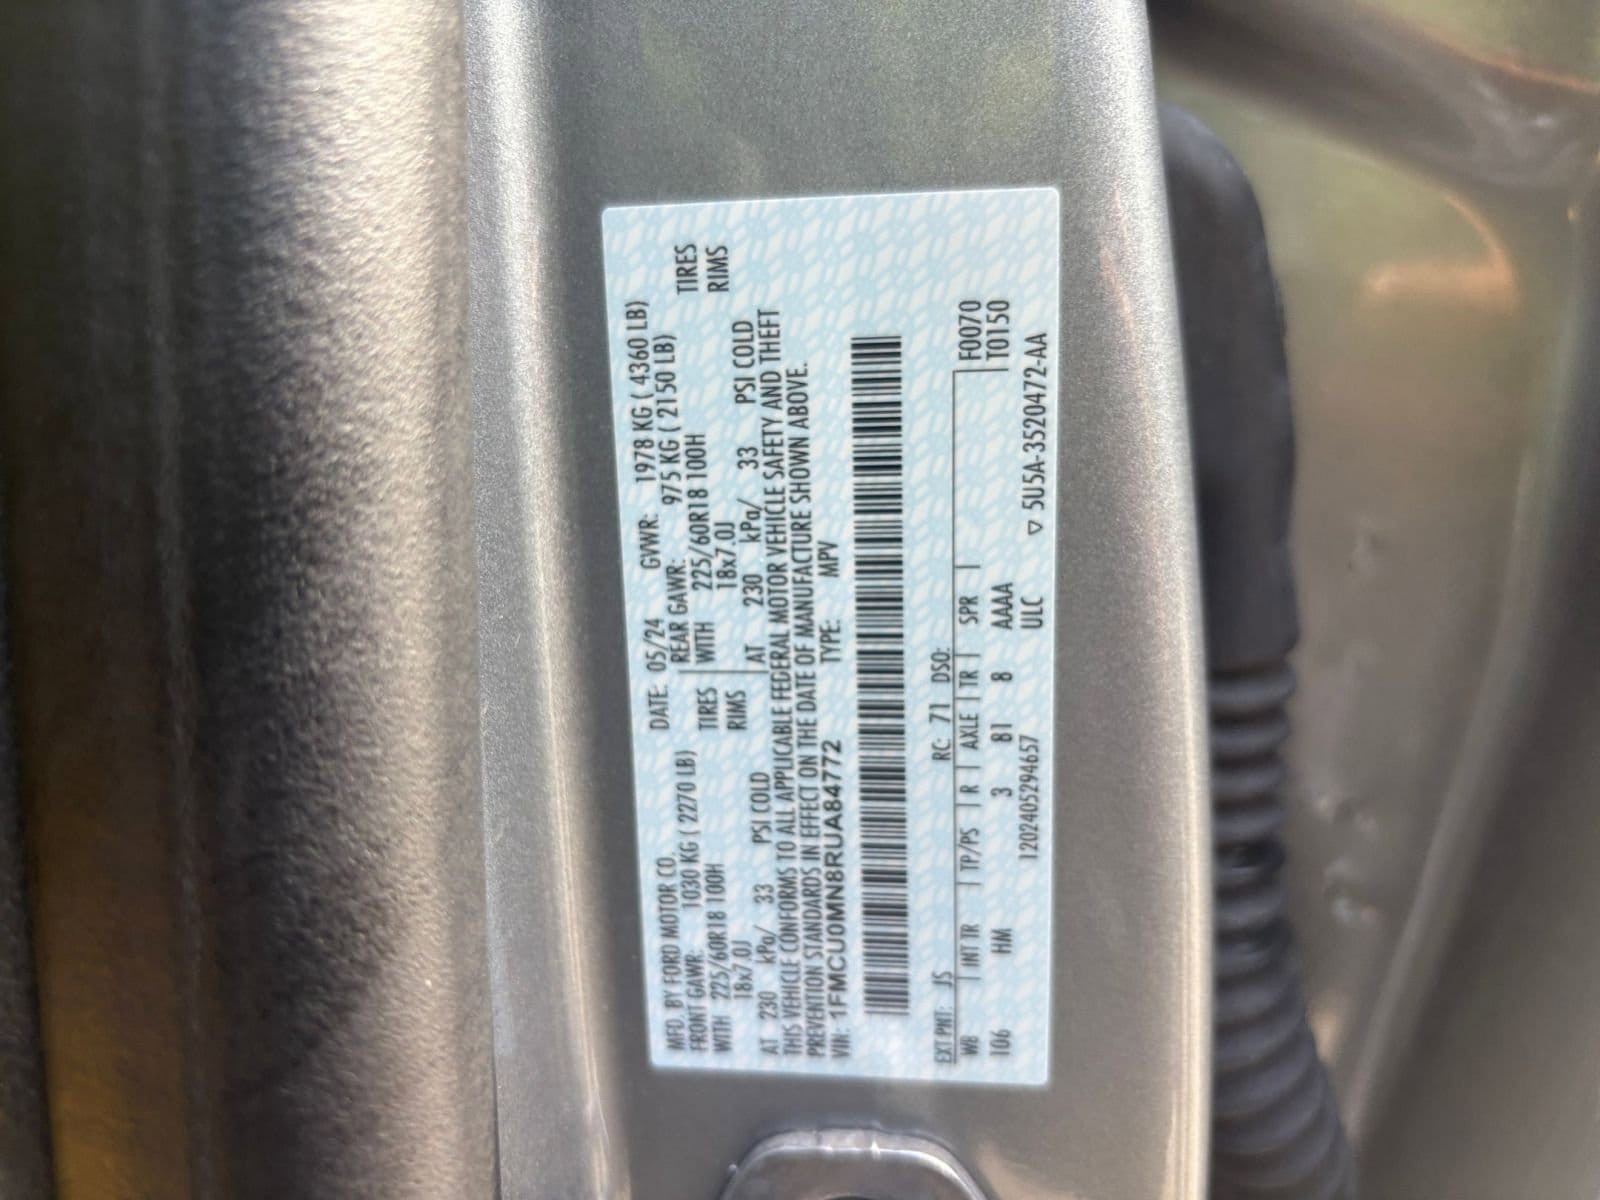 MFD. BY FORD MOTOR CO. DATE: 05/24 GVWR: 1978 KG ( 4360 LB)
FRONT GAWR: 1030 KG ( 2270 LB) REAR GAWR: 975 KG ( 2150 LB)
WITH 225/60R18 100H TIRES WITH 225/60R18 100H TIRES
18x7.0J RIMS 18x7.0J RIMS
AT 230 kPa/ 33 PSI COLD AT 230 kPa/ 33 PSI COLD
THIS VEHICLE CONFORMS TO ALL APPLICABLE FEDERAL MOTOR VEHICLE SAFETY AND THEFT
PREVENTION STANDARDS IN EFFECT ON THE DATE OF MANUFACTURE SHOWN ABOVE.
VIN: 1FMCU0MN8RUA84772 TYPE: MPV
EXT PNT: JS RC: 71 DSO: F0070
WB INT TR TP/PS R AXLE TR SPR T0150
106 HM 3 81 8 AAAA
1202405294657 ULC ▽ 5U5A-3520472-AA